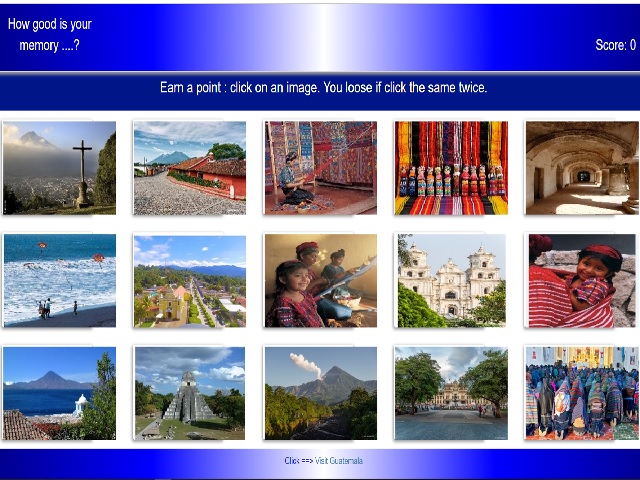 How good is your
memory ....?
Score: 0
Earn a point : click on an image. You loose if click the same twice.
Click ==> Visit Guatemala